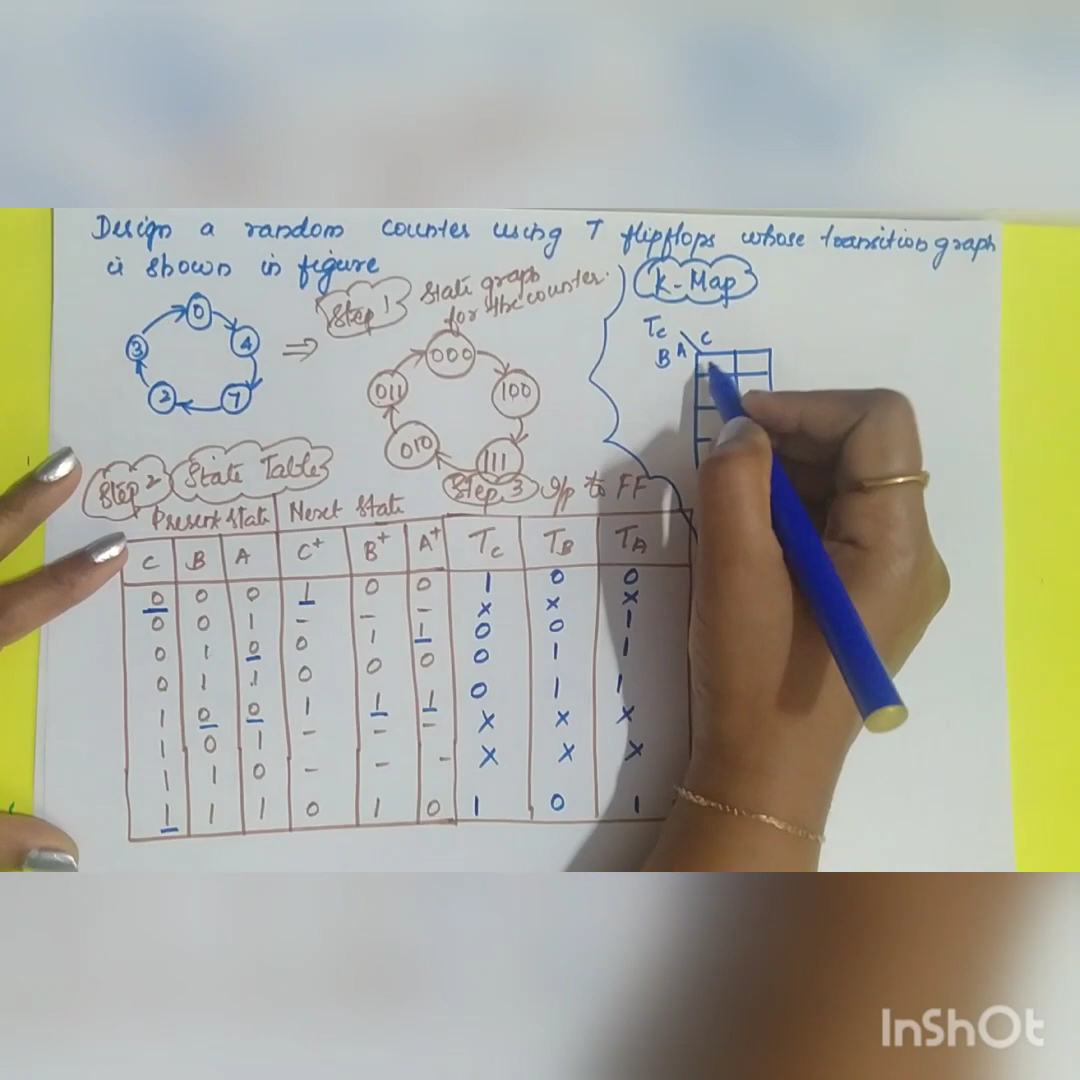 Design a random counter using T flipflops whose transition graph
is shown in figure
K-Map
Step 1
State graph
for the counter.
0
4
7
2
3
⇒
000
100
111
010
011
Tc
C
BA
Step 2
State Tables
Step 3
I/p to FF
Present state | Next State
C B A C+ B+ A+ Tc TB TA
0 0 0 1 0 0 1 0 0
0 0 1 - - - X X X
0 1 0 0 1 1 0 0 1
0 1 1 0 0 0 0 1 1
1 0 0 1 1 1 0 1 1
1 0 1 - - - X X X
1 1 0 - - - X X X
1 1 1 0 1 0 1 0 1
InShOt